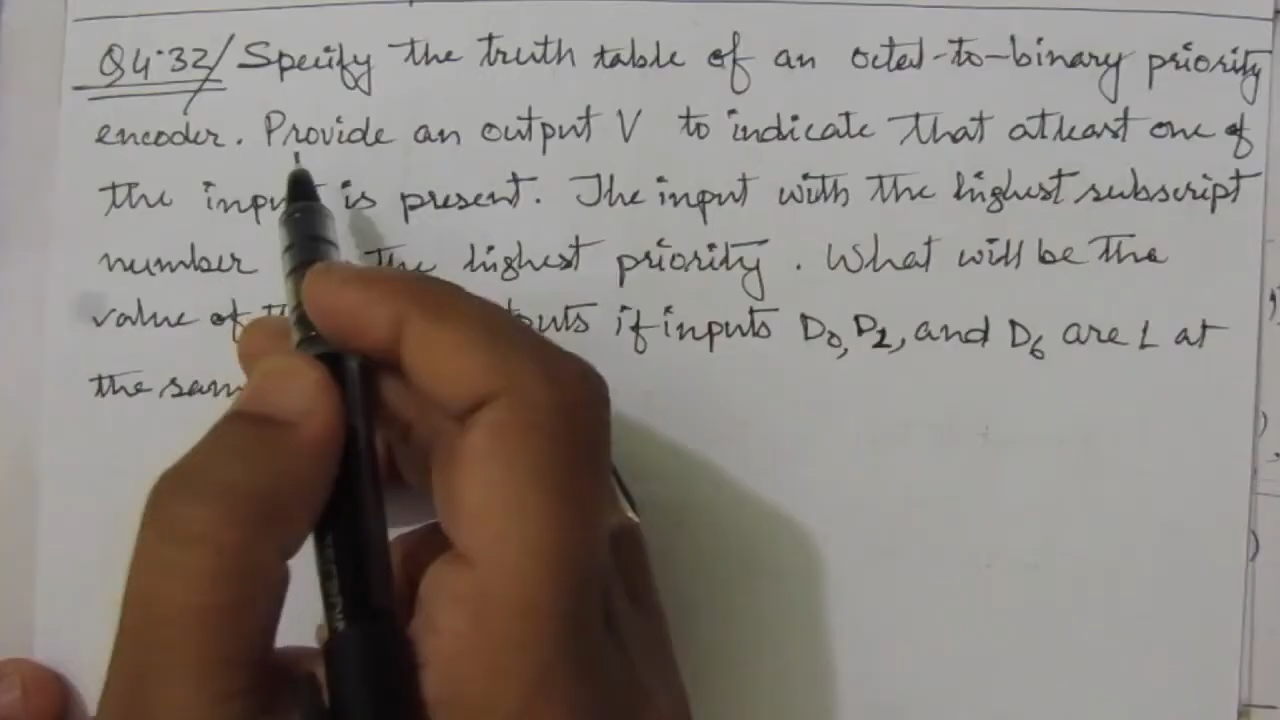 Q4.32/ Specify the truth table of an octal-to-binary priority
encoder. Provide an output V to indicate that atleast one of
the input is present. The input with the highest subscript
number the highest priority. What will be the
value of if inputs D0, D2, and D6 are 1 at
the